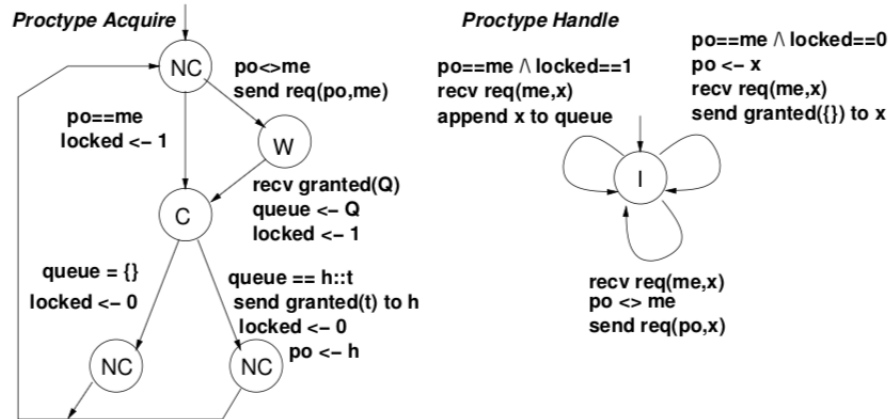 Proctype Acquire
NC
po<>me
send req(po,me)
po==me
locked <– 1
W
recv granted(Q)
queue <– Q
locked <– 1
C
queue = {}
locked <– 0
queue == h::t
send granted(t) to h
locked <– 0
po <– h
NC
NC
Proctype Handle
po==me /\ locked==1
recv req(me,x)
append x to queue
po==me /\ locked==0
po <– x
recv req(me,x)
send granted({}) to x
I
recv req(me,x)
po <> me
send req(po,x)